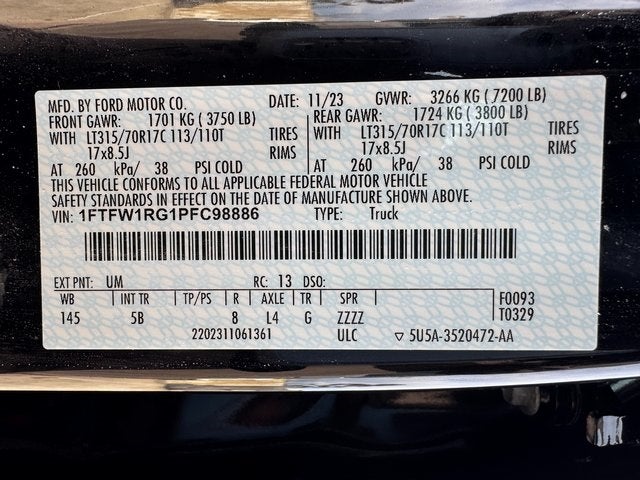 MFD. BY FORD MOTOR CO. DATE: 11/23 GVWR: 3266 KG ( 7200 LB)
FRONT GAWR: 1701 KG ( 3750 LB) REAR GAWR: 1724 KG ( 3800 LB)
WITH LT315/70R17C 113/110T TIRES WITH LT315/70R17C 113/110T TIRES
17x8.5J RIMS 17x8.5J RIMS
AT 260 kPa/ 38 PSI COLD AT 260 kPa/ 38 PSI COLD
THIS VEHICLE CONFORMS TO ALL APPLICABLE FEDERAL MOTOR VEHICLE
SAFETY STANDARDS IN EFFECT ON THE DATE OF MANUFACTURE SHOWN ABOVE.
VIN: 1FTFW1RG1PFC98886 TYPE: Truck
EXT PNT: UM RC: 13 DSO:
WB INT TR TP/PS R AXLE TR SPR F0093
145 5B 8 L4 G ZZZZ T0329
2202311061361 ULC ▽ 5U5A-3520472-AA